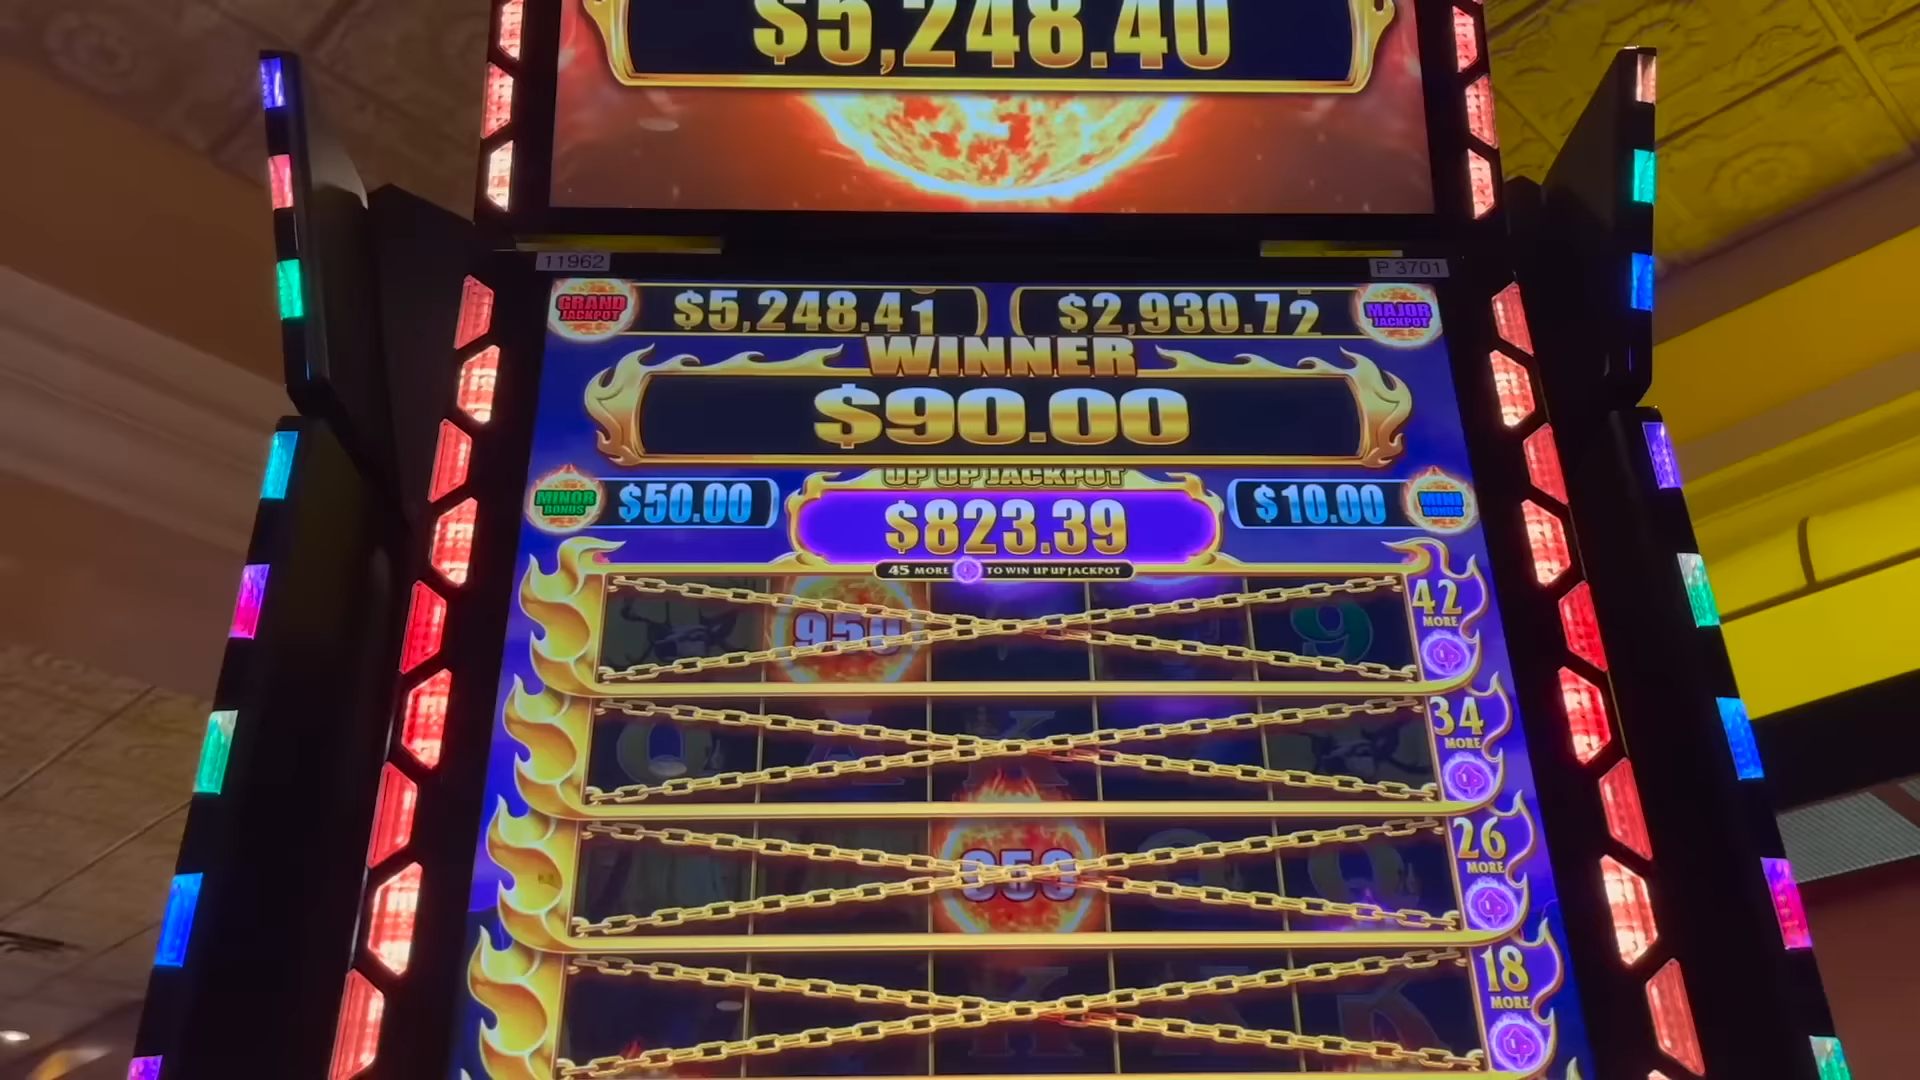 $5,248.40
11962
P 3701
GRAND
JACKPOT
$5,248.41
$2,930.72
MAJOR
JACKPOT
WINNER
$90.00
UP UP JACKPOT
MINOR
BONUS
$50.00
$823.39
$10.00
MINI
BONUS
45 MORE TO WIN UP UP JACKPOT
950
9
42
MORE
Q
A
K
34
MORE
Q
26
MORE
K
18
MORE